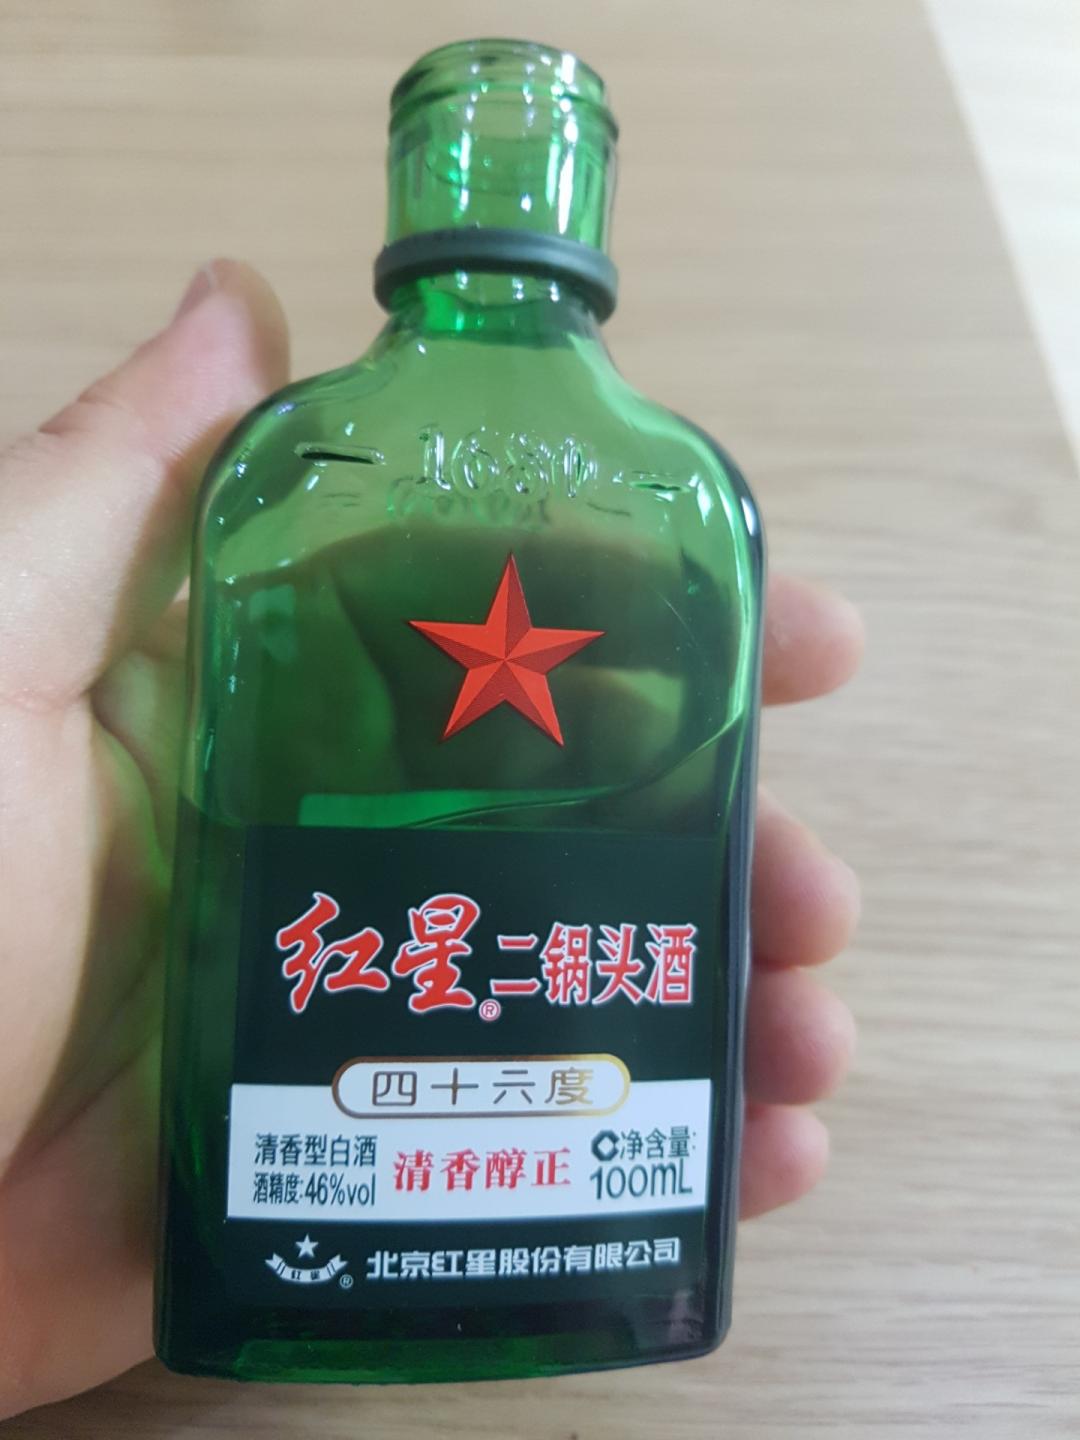 — 1680 —
红星®二锅头酒
四十六度
清香型白酒
酒精度:46%vol
清香醇正
净含量:
100mL
红星®
北京红星股份有限公司